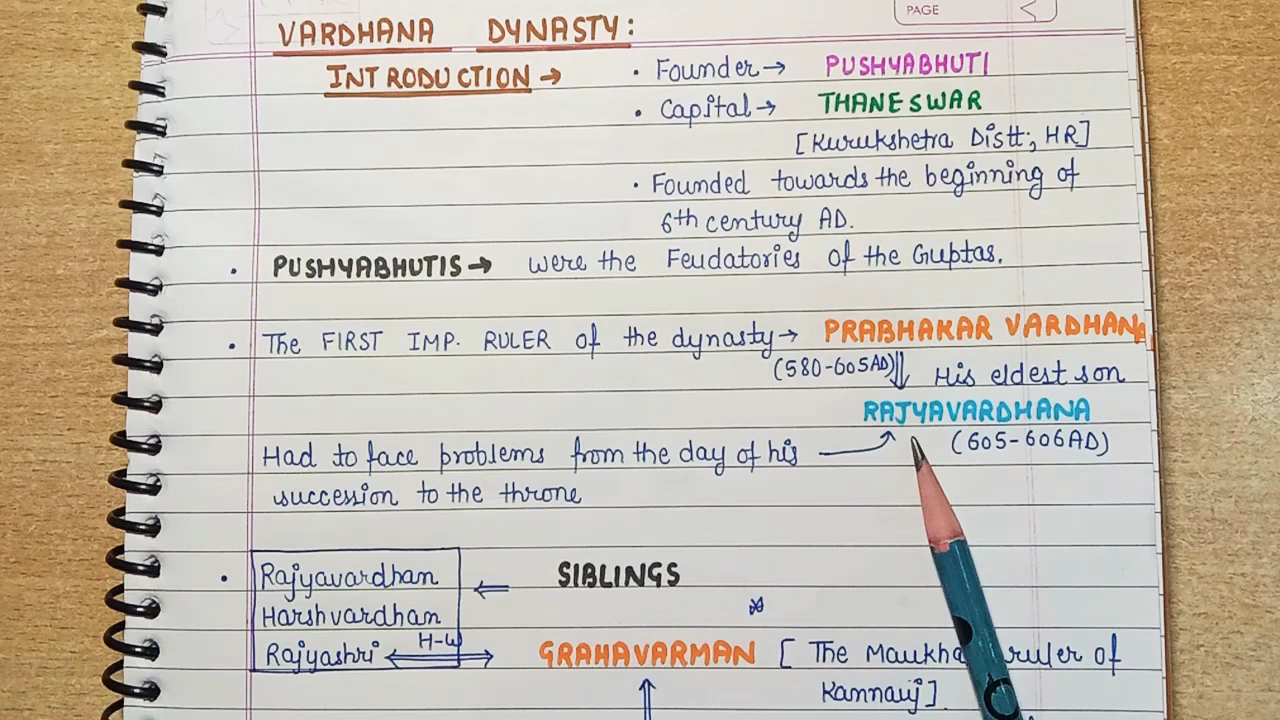 PAGE
VARDHANA DYNASTY:
INTRODUCTION → • Founder → PUSHYABHUTI
• Capital → THANESWAR
[Kurukshetra Distt; HR]
• Founded towards the beginning of
6th century AD.
• PUSHYABHUTIS → were the Feudatories of the Guptas.
• The FIRST IMP. RULER of the dynasty → PRABHAKAR VARDHANA
(580-605AD) His eldest son
RAJYAVARDHANA
(605-606AD)
Had to face problems from the day of his
succession to the throne
• Rajyavardhan ← SIBLINGS
Harshvardhan
Rajyashri H-W GRAHAVARMAN [The ruler of
Kannauj].